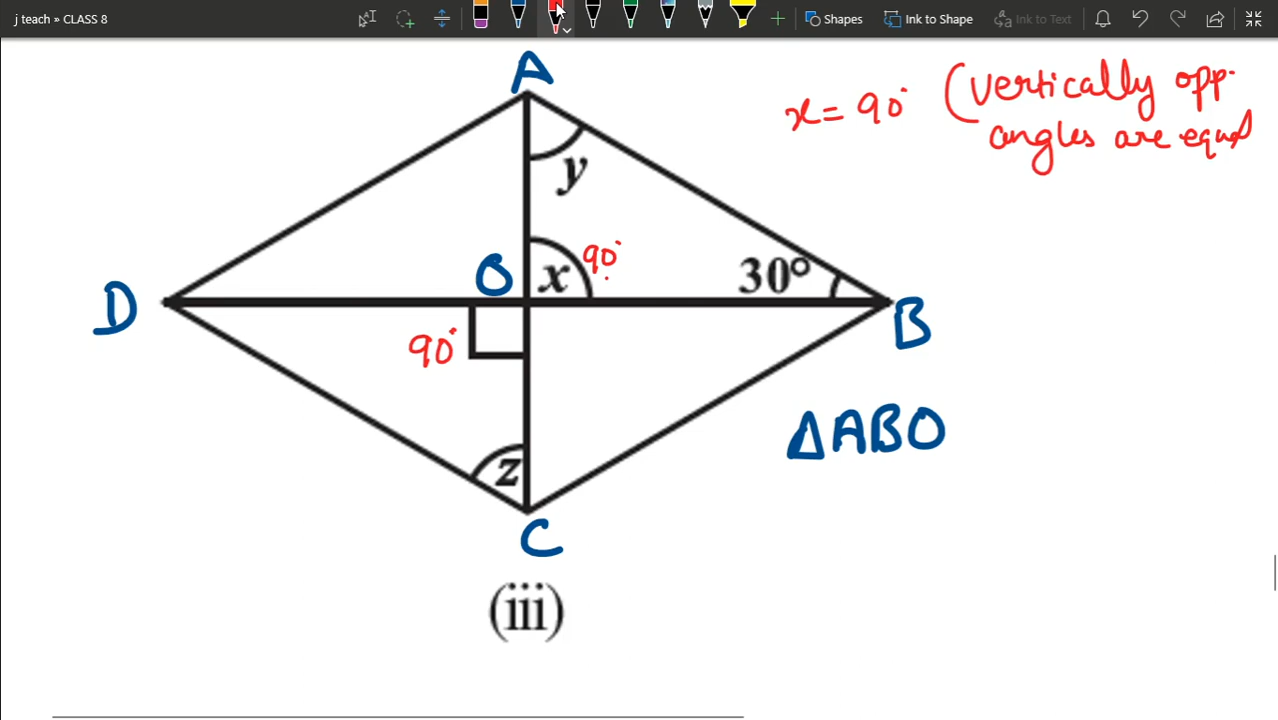 j teach » CLASS 8
Shapes
Ink to Shape
Ink to Text
A
x = 90° (vertically opp.
angles are equal
y
O
x
90°
30°
D
B
90°
ΔABO
z
C
(iii)